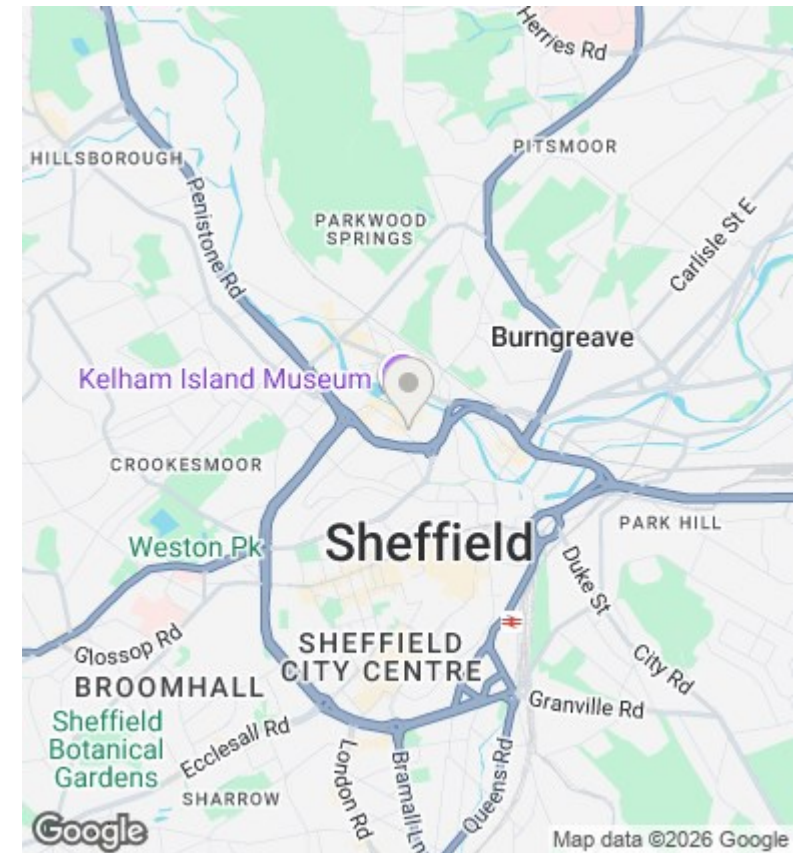 Herries Rd
PITSMOOR
HILLSBOROUGH
Penistone Rd
PARKWOOD
SPRINGS
Carlisle St E
Burngreave
Kelham Island Museum
CROOKESMOOR
Weston Pk
Sheffield
PARK HILL
Duke St
SHEFFIELD
CITY CENTRE
City Rd
Glossop Rd
BROOMHALL
Granville Rd
Sheffield
Botanical
Gardens
Ecclesall Rd
London Rd
Bramall Ln
Queens Rd
SHARROW
Google
Map data ©2026 Google